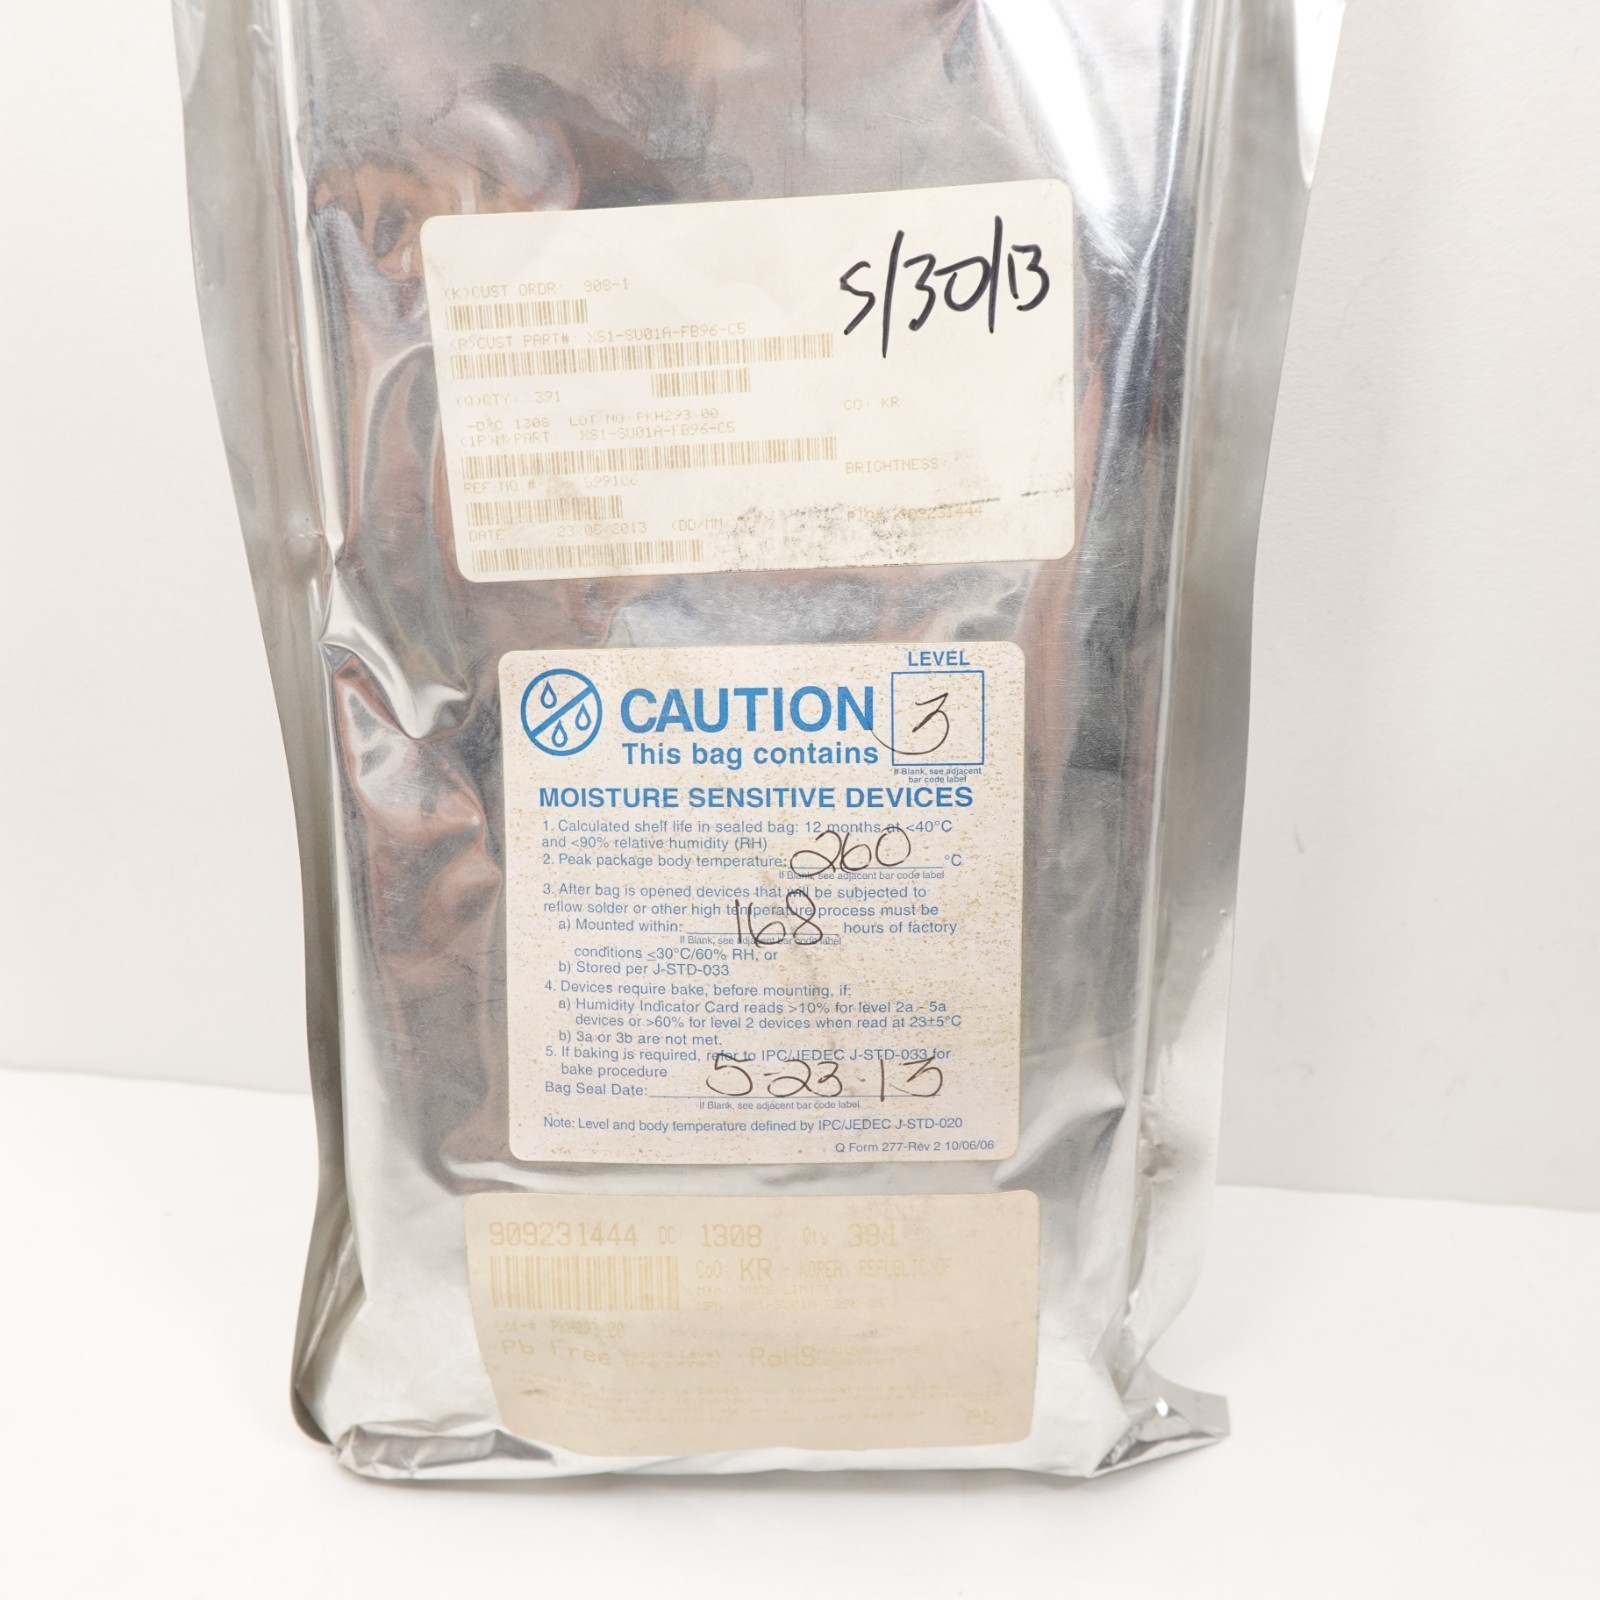 (K)CUST ORDR: 808-1
5/30/13
(P)CUST PART#: XS1-SU01A-FB96-C5
(Q)QTY: 391
CO: KR
D/C 1308 LOT NO:PKH293.00
PART XS1-SU01A-FB96-C5
BRIGHTNESS:
REF NO.# 599106
DATE 2013 (DD/MM
LEVEL
3
CAUTION
This bag contains
If Blank, see adjacent
bar code label
MOISTURE SENSITIVE DEVICES
1. Calculated shelf life in sealed bag: 12 months at <40°C
and <90% relative humidity (RH)
2. Peak package body temperature: 260 °C
If Blank, see adjacent bar code label
3. After bag is opened devices that will be subjected to
reflow solder or other high temperature process must be
a) Mounted within: 168 hours of factory
If Blank, see adjacent bar code label
conditions ≤30°C/60% RH, or
b) Stored per J-STD-033
4. Devices require bake, before mounting, if:
a) Humidity Indicator Card reads >10% for level 2a - 5a
devices or >60% for level 2 devices when read at 23±5°C
b) 3a or 3b are not met.
5. If baking is required, refer to IPC/JEDEC J-STD-033 for
bake procedure
Bag Seal Date: 5-23-13
If Blank, see adjacent bar code label
Note: Level and body temperature defined by IPC/JEDEC J-STD-020
Q Form 277-Rev 2 10/06/06
909231444 DC: 1308 Qty 391
CoO: KR - KOREA, REPUBLIC OF
Pb Free RoHS
Pb